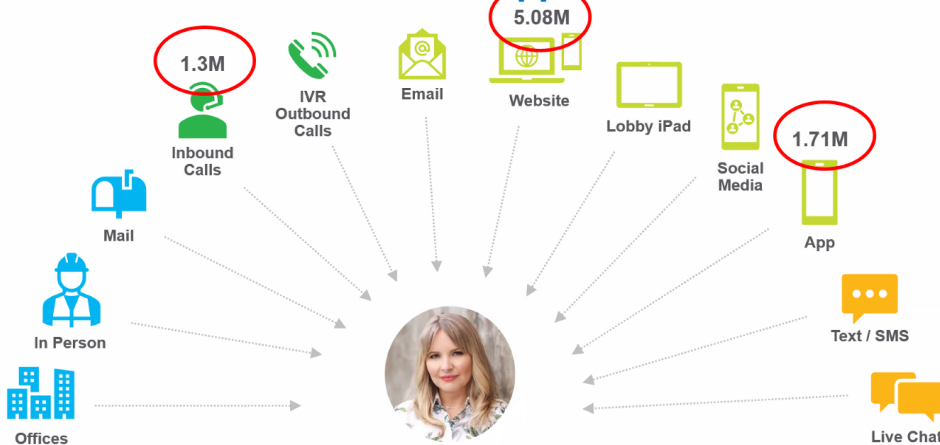 5.08M
1.3M
Email
IVR
Outbound
Calls
Website
Lobby iPad
1.71M
Inbound
Calls
Social
Media
Mail
App
In Person
Text / SMS
Offices
Live Chat